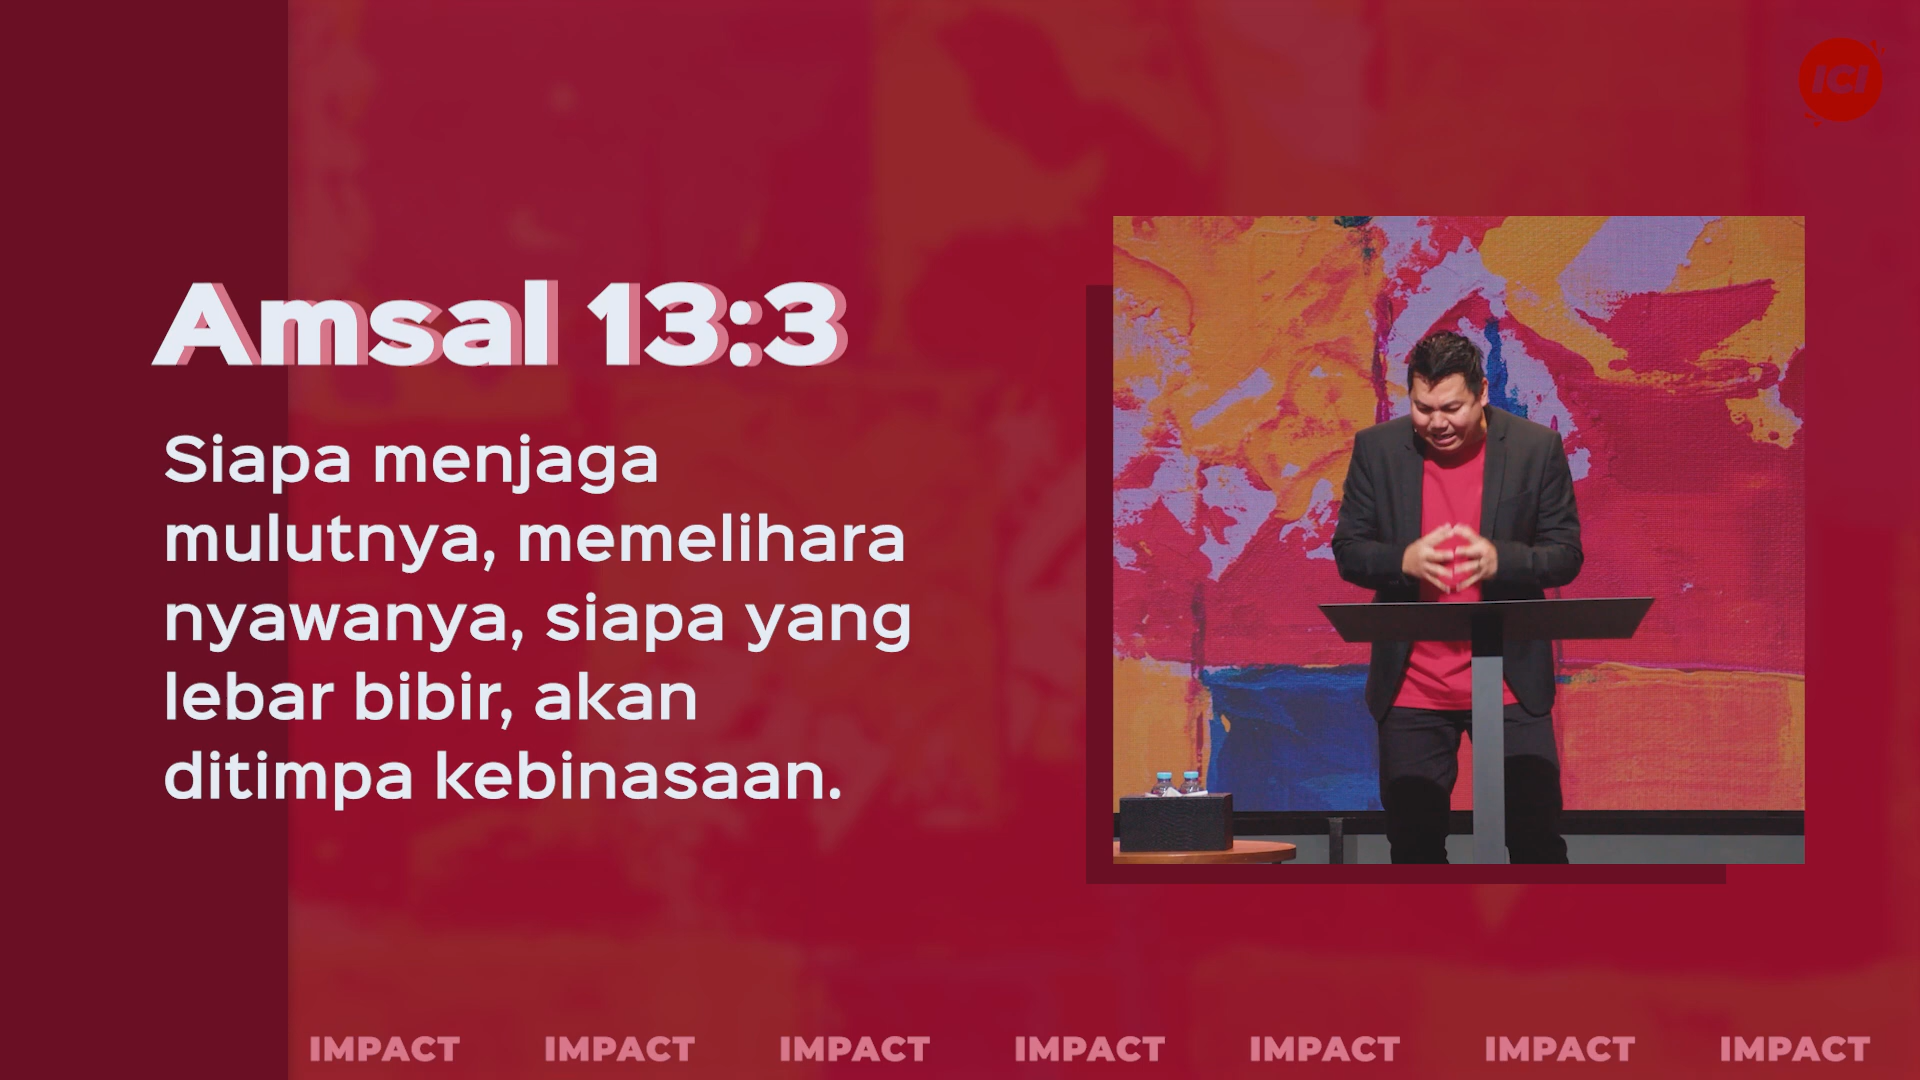 ICI
Amsal 13:3
Siapa menjaga
mulutnya, memelihara
nyawanya, siapa yang
lebar bibir, akan
ditimpa kebinasaan.
IMPACT IMPACT IMPACT IMPACT IMPACT IMPACT IMPACT